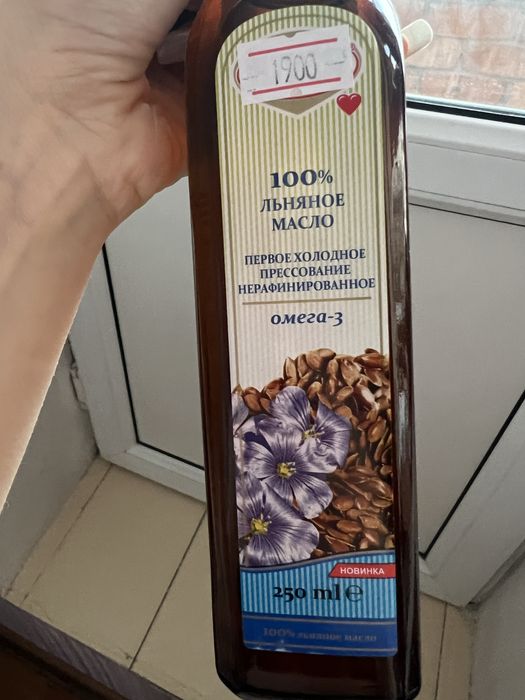 1900
100%
ЛЬНЯНОЕ
МАСЛО
ПЕРВОЕ ХОЛОДНОЕ
ПРЕССОВАНИЕ
НЕРАФИНИРОВАННОЕ
омега-3
НОВИНКА
250 ml ℮
100% льняное масло